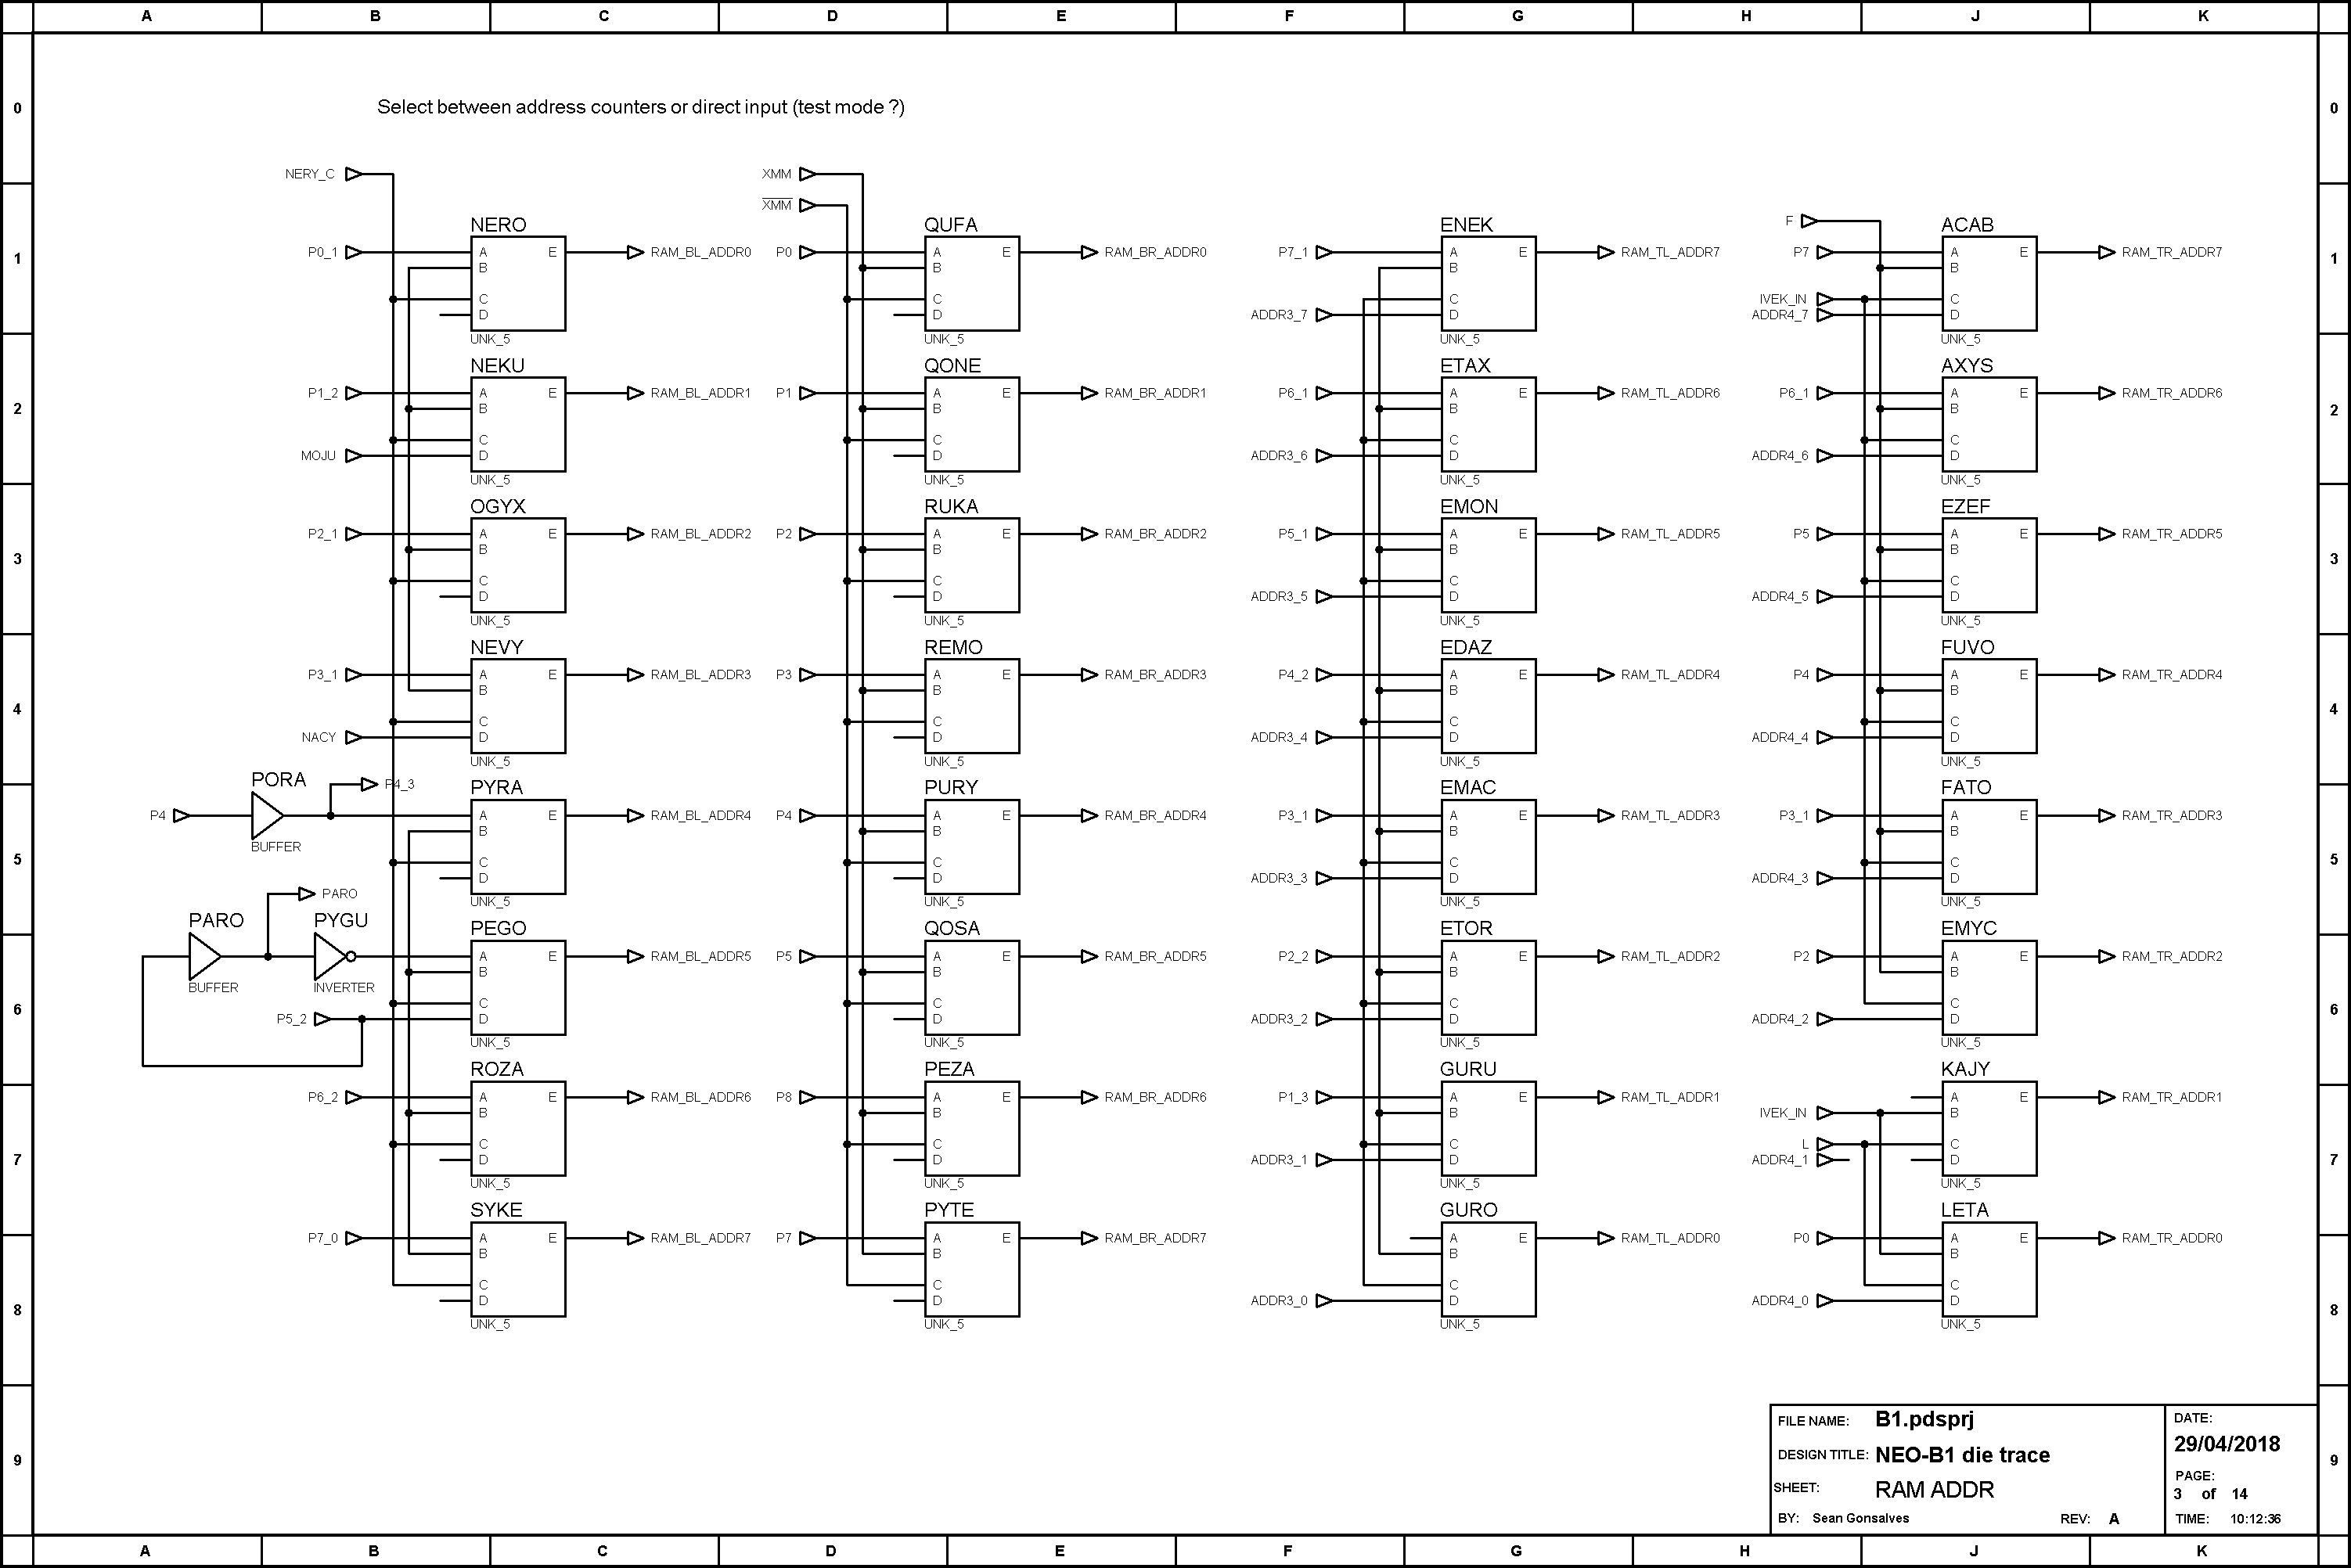 A B C D E F G H J K
0 0
Select between address counters or direct input (test mode ?)
NERY_C XMM
XMM
F
NERO QUFA ENEK ACAB
P0_1 A E RAM_BL_ADDR0 P0 A E RAM_BR_ADDR0 P7_1 A E RAM_TL_ADDR7 P7 A E RAM_TR_ADDR7
1 B B B B 1
C C C IVEK_IN C
D D ADDR3_7 D ADDR4_7 D
UNK_5 UNK_5 UNK_5 UNK_5
NEKU QONE ETAX AXYS
P1_2 A E RAM_BL_ADDR1 P1 A E RAM_BR_ADDR1 P6_1 A E RAM_TL_ADDR6 P6_1 A E RAM_TR_ADDR6
2 B B B B 2
C C C C
MOJU D D ADDR3_6 D ADDR4_6 D
UNK_5 UNK_5 UNK_5 UNK_5
OGYX RUKA EMON EZEF
P2_1 A E RAM_BL_ADDR2 P2 A E RAM_BR_ADDR2 P5_1 A E RAM_TL_ADDR5 P5 A E RAM_TR_ADDR5
3 B B B B 3
C C C C
D D ADDR3_5 D ADDR4_5 D
UNK_5 UNK_5 UNK_5 UNK_5
NEVY REMO EDAZ FUVO
P3_1 A E RAM_BL_ADDR3 P3 A E RAM_BR_ADDR3 P4_2 A E RAM_TL_ADDR4 P4 A E RAM_TR_ADDR4
4 B B B B 4
C C C C
NACY D D ADDR3_4 D ADDR4_4 D
UNK_5 UNK_5 UNK_5 UNK_5
PORA P4_3 PYRA PURY EMAC FATO
P4 A E RAM_BL_ADDR4 P4 A E RAM_BR_ADDR4 P3_1 A E RAM_TL_ADDR3 P3_1 A E RAM_TR_ADDR3
BUFFER B B B B
5 C C C C 5
D D ADDR3_3 D ADDR4_3 D
PARO UNK_5 UNK_5 UNK_5 UNK_5
PARO PYGU PEGO QOSA ETOR EMYC
A E RAM_BL_ADDR5 P5 A E RAM_BR_ADDR5 P2_2 A E RAM_TL_ADDR2 P2 A E RAM_TR_ADDR2
BUFFER INVERTER B B B B
6 C C C C 6
P5_2 D D ADDR3_2 D ADDR4_2 D
UNK_5 UNK_5 UNK_5 UNK_5
ROZA PEZA GURU KAJY
P6_2 A E RAM_BL_ADDR6 P8 A E RAM_BR_ADDR6 P1_3 A E RAM_TL_ADDR1 A E RAM_TR_ADDR1
B B B IVEK_IN B
C C C L C
7 D D ADDR3_1 D ADDR4_1 D 7
UNK_5 UNK_5 UNK_5 UNK_5
SYKE PYTE GURO LETA
P7_0 A E RAM_BL_ADDR7 P7 A E RAM_BR_ADDR7 A E RAM_TL_ADDR0 P0 A E RAM_TR_ADDR0
B B B B
C C C C
8 D D ADDR3_0 D ADDR4_0 D 8
UNK_5 UNK_5 UNK_5 UNK_5
9 9
FILE NAME: B1.pdsprj
DESIGN TITLE: NEO-B1 die trace
SHEET: RAM ADDR
BY: Sean Gonsalves REV: A
DATE:
29/04/2018
PAGE:
3 of 14
TIME: 10:12:36
A B C D E F G H J K